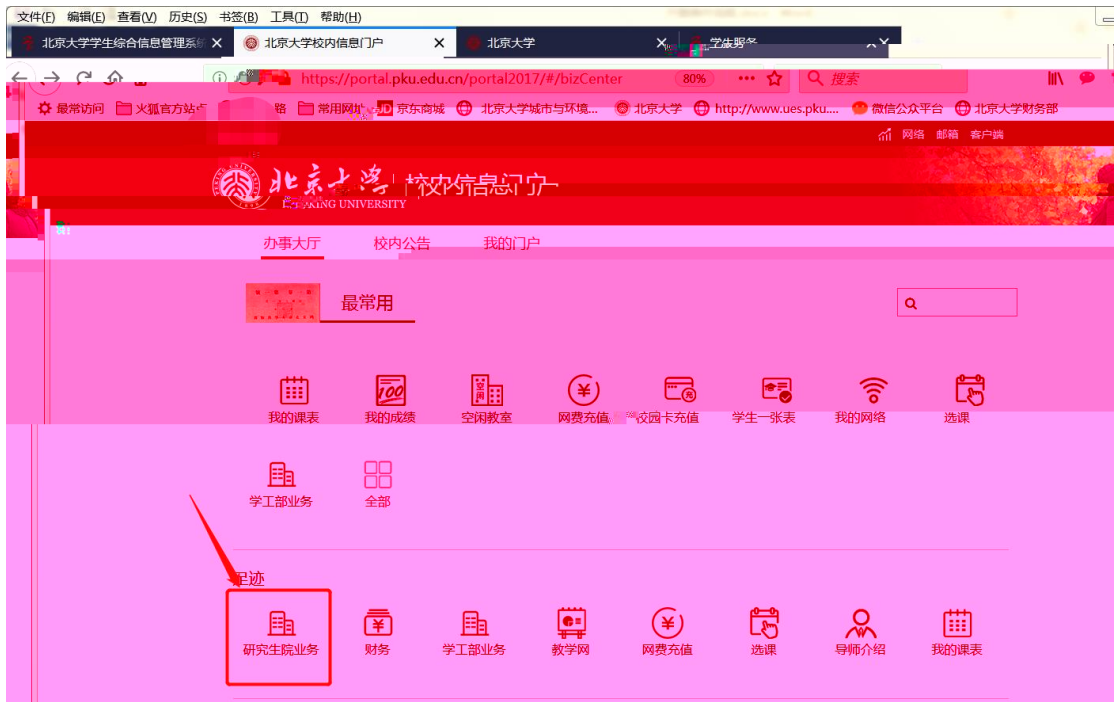 文件(F) 编辑(E) 查看(V) 历史(S) 书签(B) 工具(T) 帮助(H)
北京大学学生综合信息管理系统 北京大学校内信息门户 北京大学 学生服务
https://portal.pku.edu.cn/portal2017/#/bizCenter 80% 搜索
最常访问 火狐官方站点 常用网址 JD 京东商城 北京大学城市与环境... 北京大学 http://www.ues.pku.... 微信公众平台 北京大学财务部
网络 邮箱 客户端
北京大学 校内信息门户
PEKING UNIVERSITY
办事大厅 校内公告 我的门户
最常用
我的课表 我的成绩 空闲教室 网费充值 校园卡充值 学生一张表 我的网络 选课
学工部业务 全部
足迹
研究生院业务 财务 学工部业务 教学网 网费充值 选课 导师介绍 我的课表